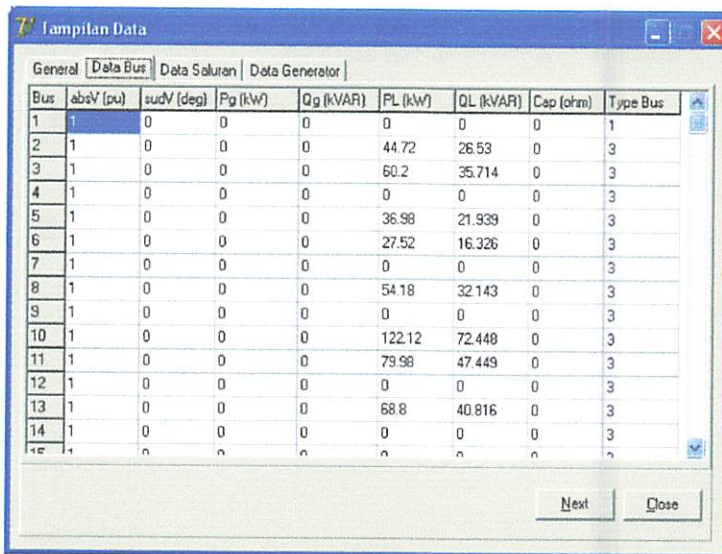 Tampilan Data
General Data Bus Data Saluran Data Generator
Bus absV (pu) sudV (deg) Pg (kW) Qg (kVAR) PL (kW) QL (kVAR) Cap (ohm) Type Bus
1 1 0 0 0 0 0 0 1
2 1 0 0 0 44.72 26.53 0 3
3 1 0 0 0 60.2 35.714 0 3
4 1 0 0 0 0 0 0 3
5 1 0 0 0 36.98 21.939 0 3
6 1 0 0 0 27.52 16.326 0 3
7 1 0 0 0 0 0 0 3
8 1 0 0 0 54.18 32.143 0 3
9 1 0 0 0 0 0 0 3
10 1 0 0 0 122.12 72.448 0 3
11 1 0 0 0 79.98 47.449 0 3
12 1 0 0 0 0 0 0 3
13 1 0 0 0 68.8 40.816 0 3
14 1 0 0 0 0 0 0 3
Next Close